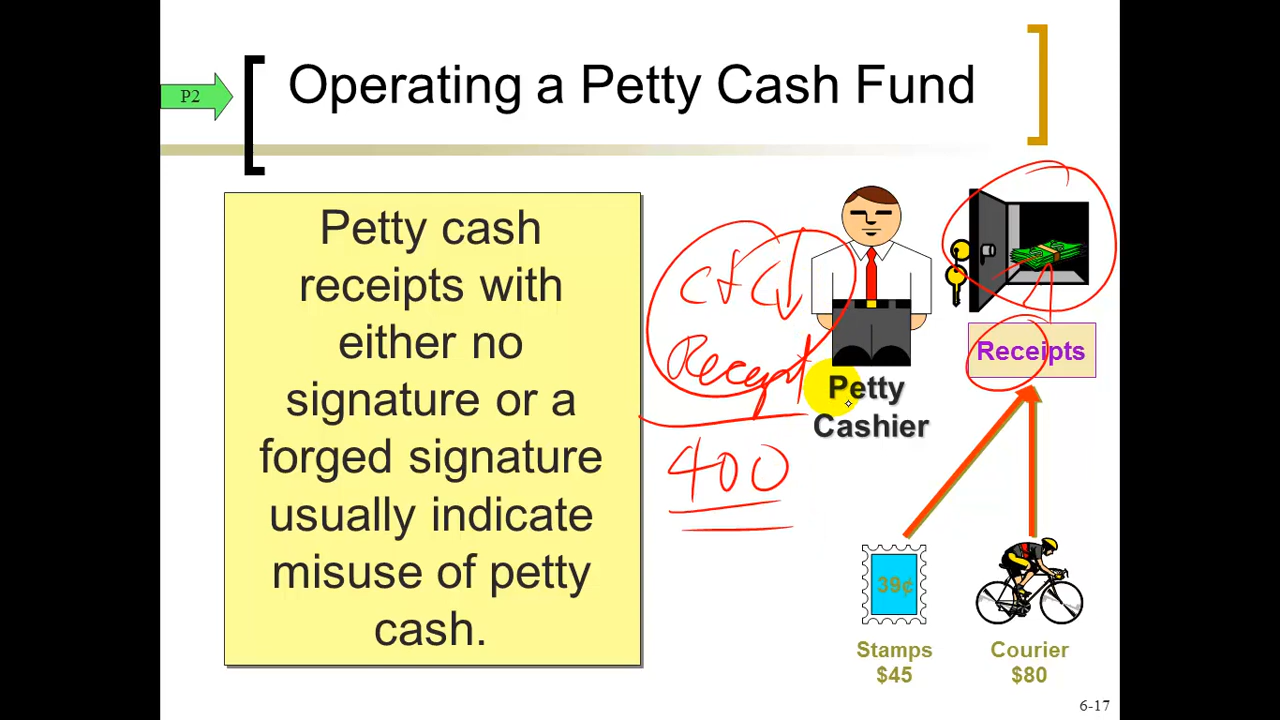 P2
Operating a Petty Cash Fund
Petty cash
receipts with
either no
signature or a
forged signature
usually indicate
misuse of petty
cash.
Receipt
400
Petty
Cashier
Receipts
39¢
Stamps
$45
Courier
$80
6-17